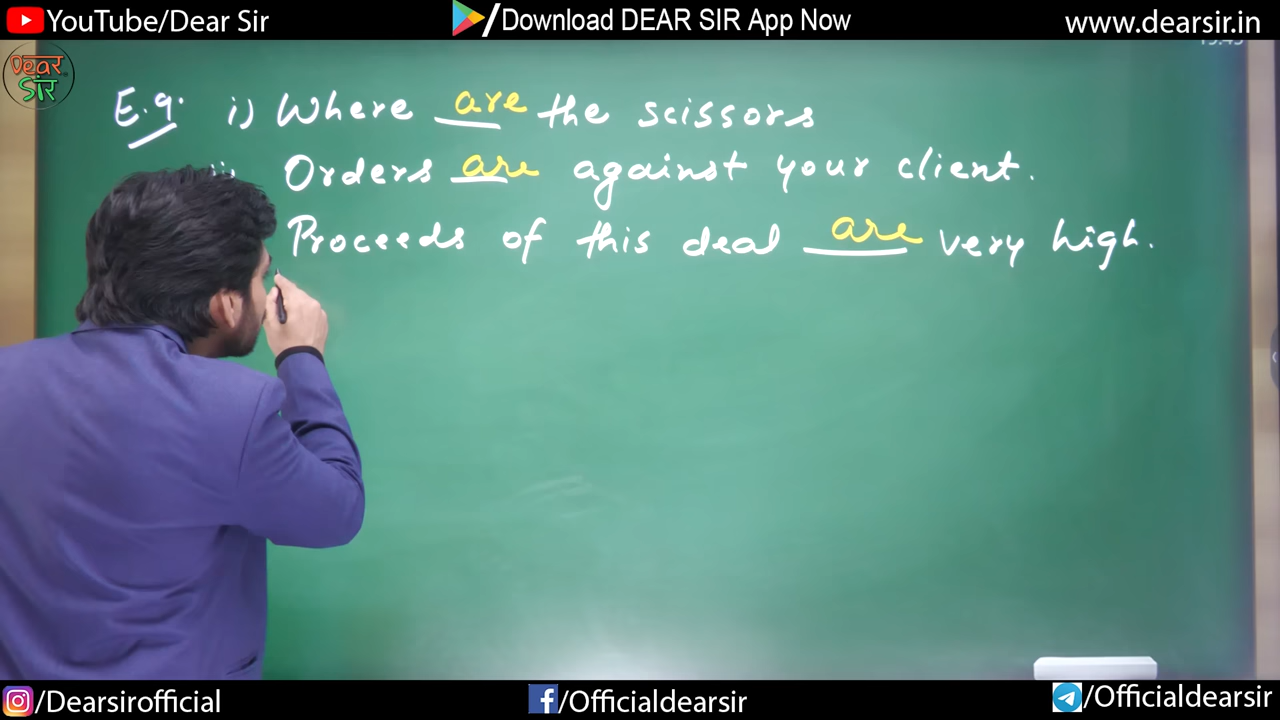 /YouTube/Dear Sir
/Download DEAR SIR App Now
www.dearsir.in
Dear
सिर
E.g. i) Where are the scissors
Orders are against your client.
Proceeds of this deal are very high.
/Dearsirofficial
/Officialdearsir
/Officialdearsir